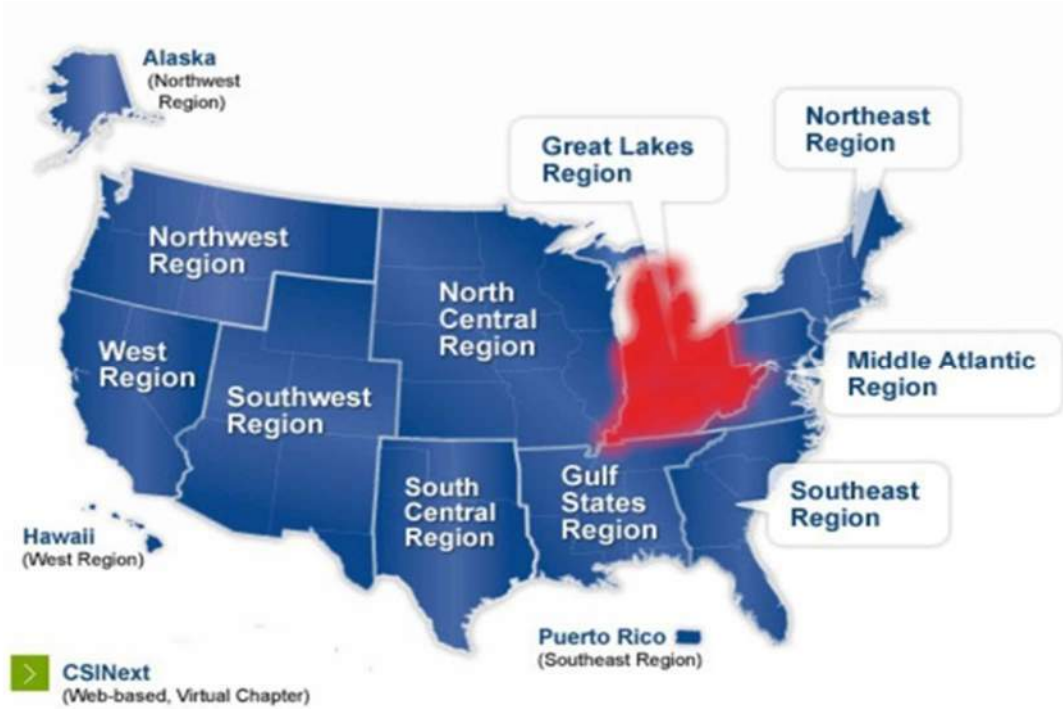 Alaska
(Northwest
Region)
Northeast
Region
Great Lakes
Region
Northwest
Region
North
Central
Region
West
Region
Middle Atlantic
Region
Southwest
Region
South
Central
Region
Gulf
States
Region
Southeast
Region
Hawaii
(West Region)
Puerto Rico
(Southeast Region)
CSINext
(Web-based, Virtual Chapter)